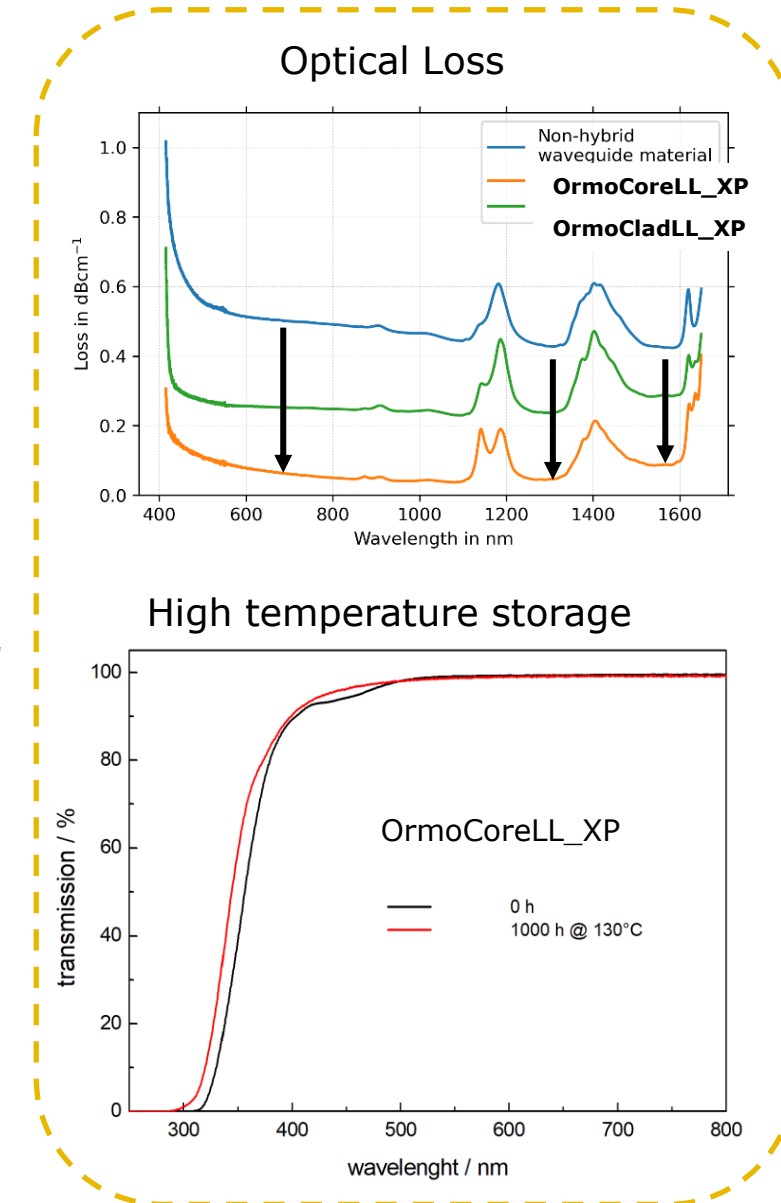 Optical Loss
Non-hybrid
waveguide material
OrmoCoreLL_XP
OrmoCladLL_XP
1.0
0.8
0.6
0.4
0.2
0.0
Loss in dBcm⁻¹
400 600 800 1000 1200 1400 1600
Wavelength in nm
High temperature storage
100
80
60
40
20
0
transmission / %
OrmoCoreLL_XP
0 h
1000 h @ 130°C
300 400 500 600 700 800
wavelenght / nm